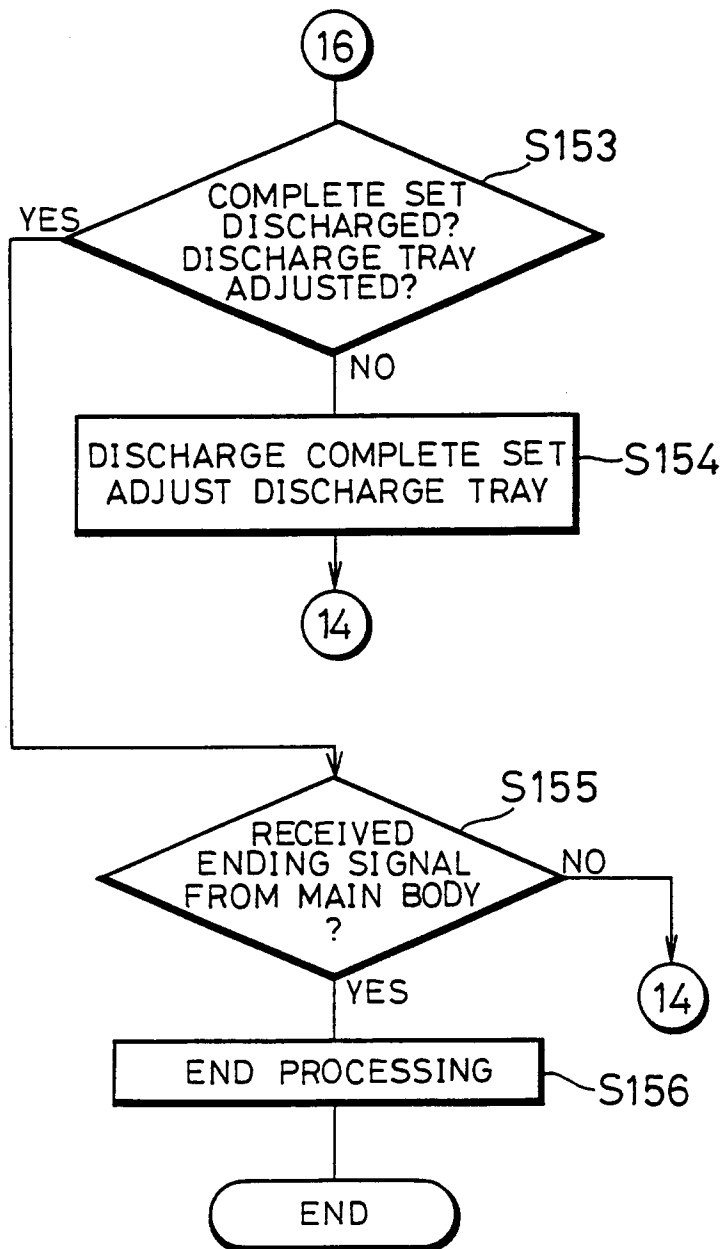 16
S153
COMPLETE SET
DISCHARGED?
DISCHARGE TRAY
ADJUSTED?
YES
NO
DISCHARGE COMPLETE SET
ADJUST DISCHARGE TRAY
S154
14
S155
RECEIVED
ENDING SIGNAL
FROM MAIN BODY
?
NO
14
YES
END PROCESSING
S156
END